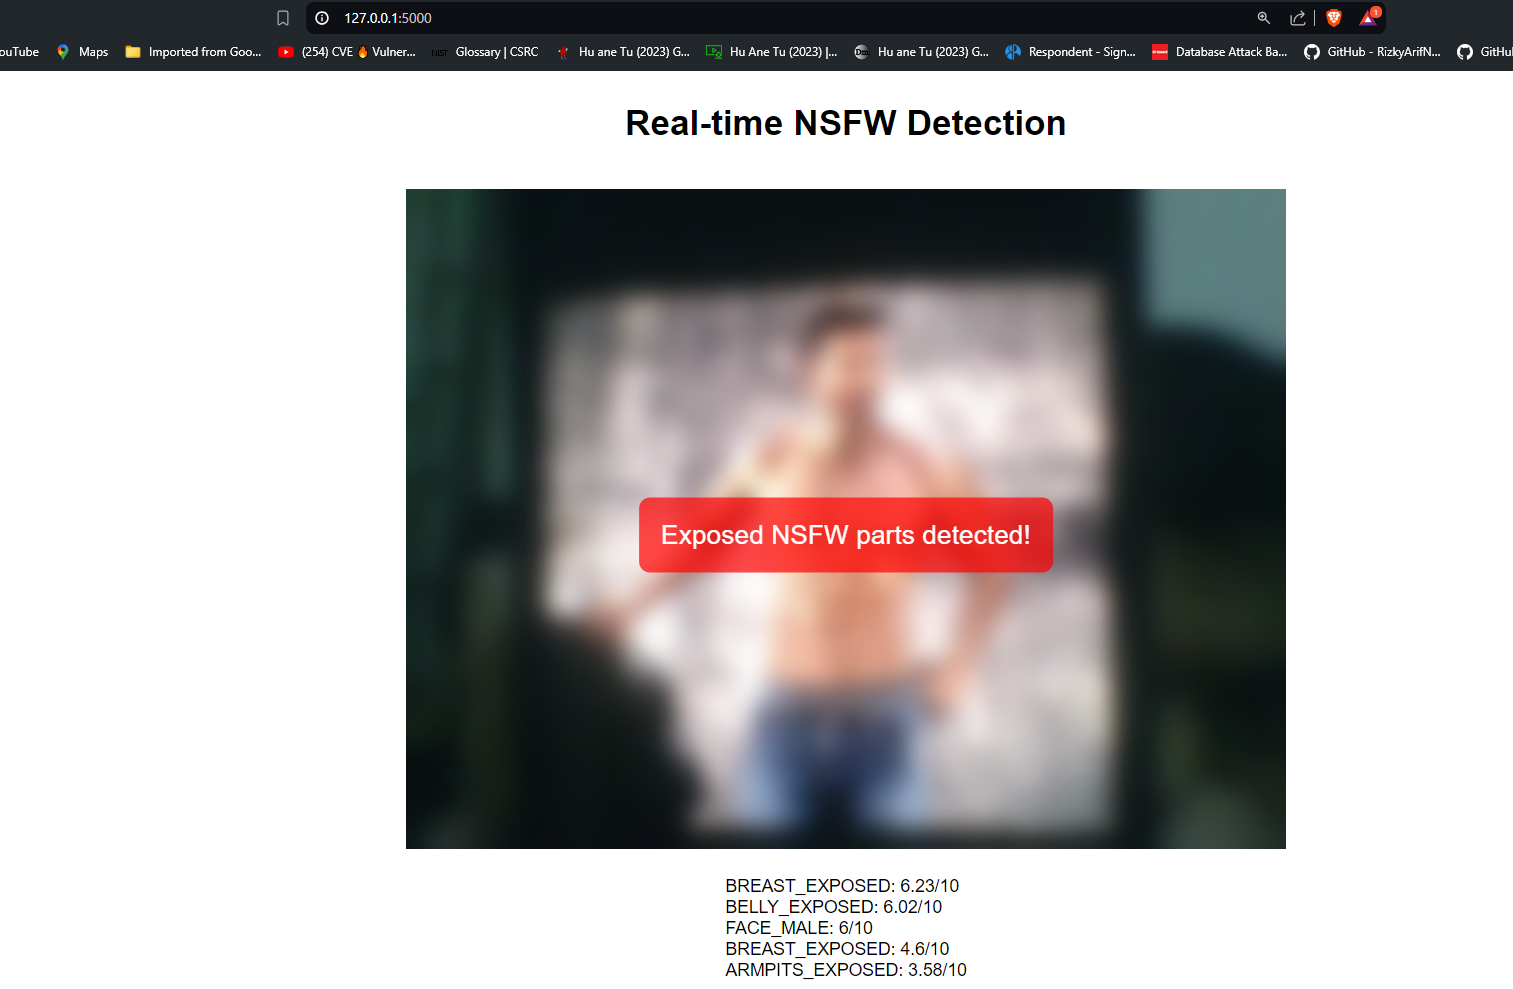 127.0.0.1:5000
1
ouTube Maps Imported from Goo... (254) CVE 🔥 Vulner... NIST Glossary | CSRC Hu ane Tu (2023) G... Hu Ane Tu (2023) |... Hu ane Tu (2023) G... Respondent - Sign... Database Attack Ba... GitHub - RizkyArifN... GitHu
Real-time NSFW Detection
Exposed NSFW parts detected!
BREAST_EXPOSED: 6.23/10
BELLY_EXPOSED: 6.02/10
FACE_MALE: 6/10
BREAST_EXPOSED: 4.6/10
ARMPITS_EXPOSED: 3.58/10